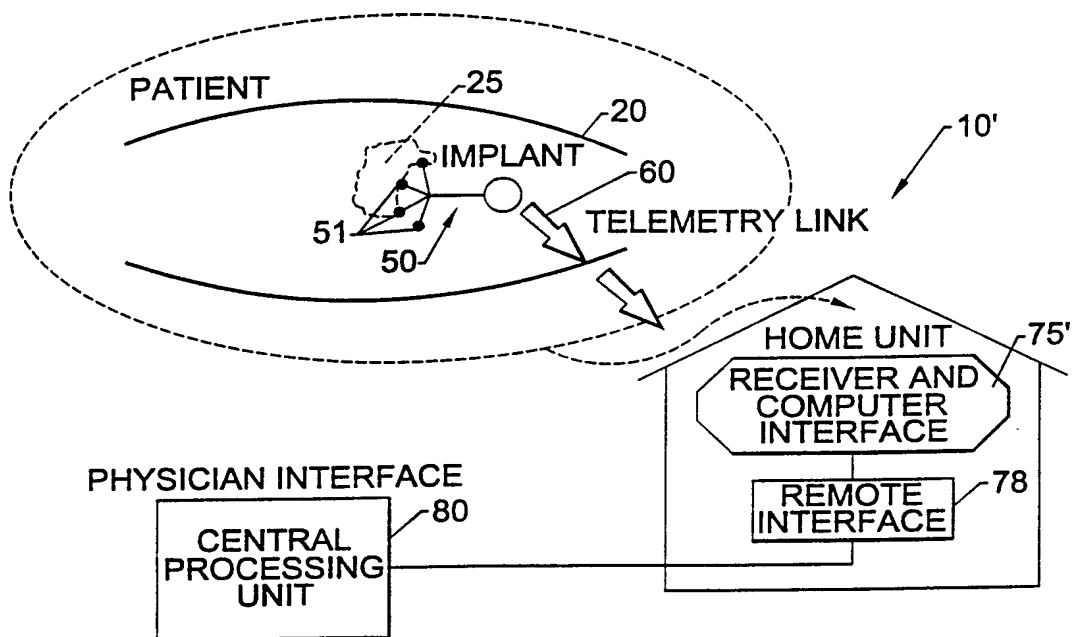 PATIENT
25
20
10'
IMPLANT
60
TELEMETRY LINK
51
50
HOME UNIT
75'
RECEIVER AND
COMPUTER
INTERFACE
PHYSICIAN INTERFACE
80
REMOTE
INTERFACE
78
CENTRAL
PROCESSING
UNIT